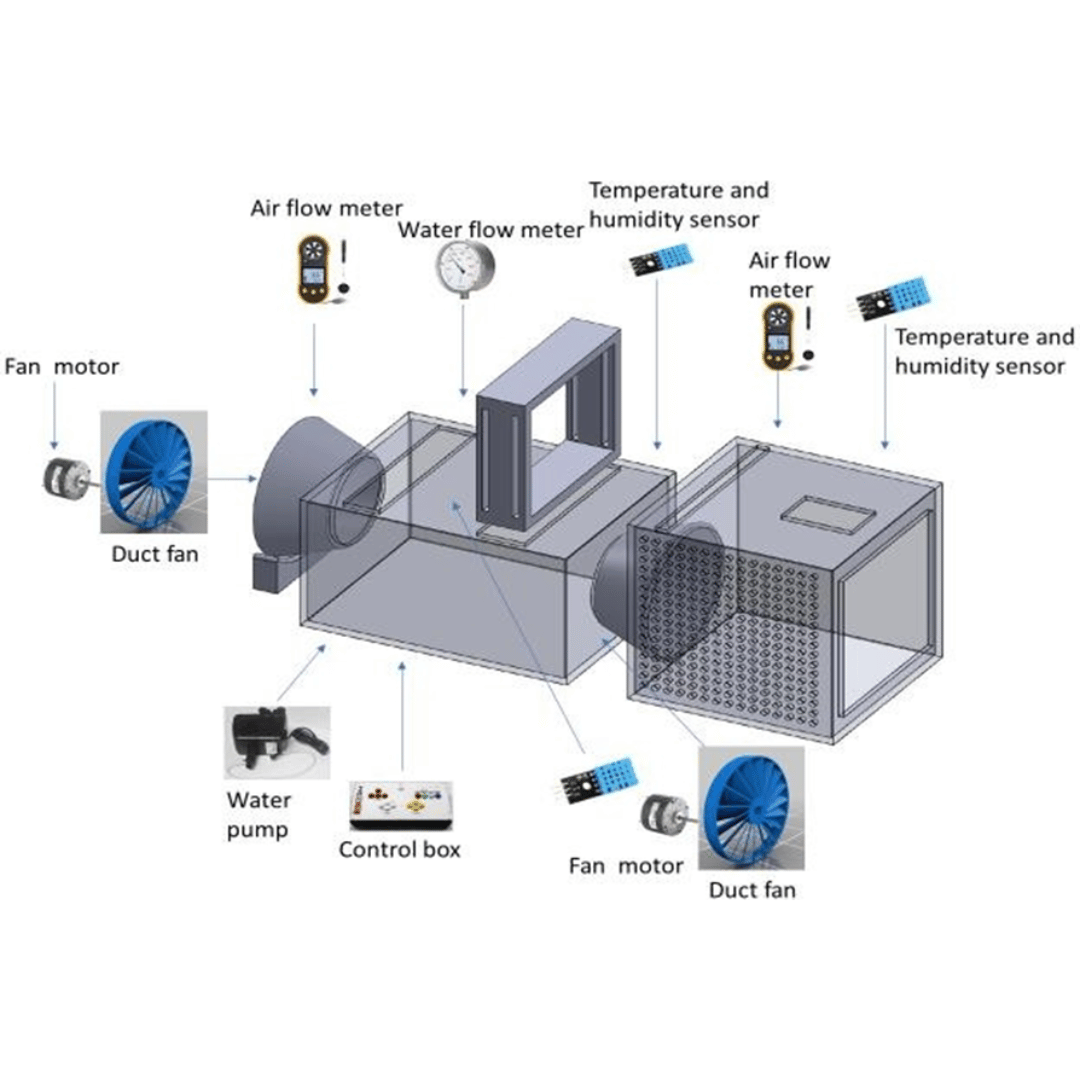 Temperature and
humidity sensor
Air flow meter
Water flow meter
Air flow
meter
Temperature and
humidity sensor
Fan  motor
Duct fan
Water
pump
Control box
Fan  motor
Duct fan